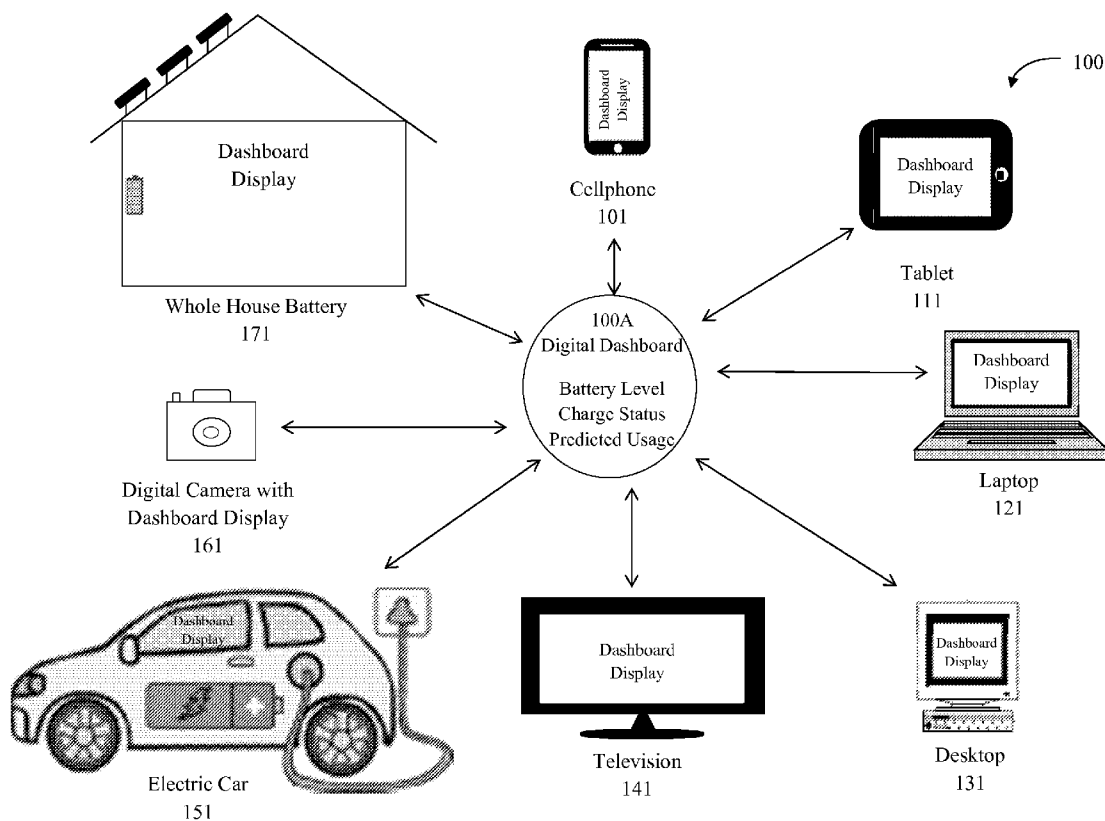 100
Dashboard
Display
Whole House Battery
171
Dashboard
Display
Cellphone
101
Dashboard
Display
Tablet
111
100A
Digital Dashboard
Battery Level
Charge Status
Predicted Usage
Dashboard
Display
Laptop
121
Digital Camera with
Dashboard Display
161
Dashboard
Display
Electric Car
151
Dashboard
Display
Television
141
Dashboard
Display
Desktop
131